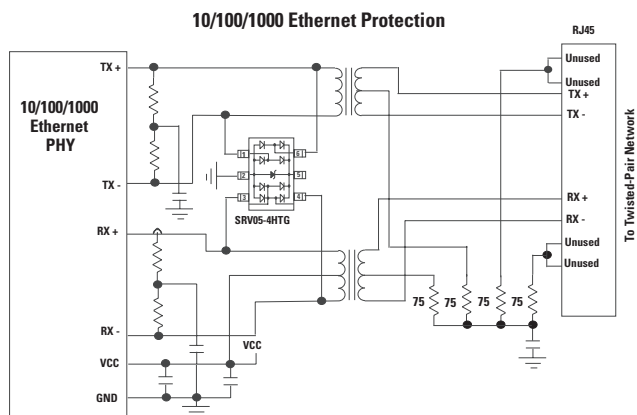 10/100/1000 Ethernet Protection
RJ45
TX +
Unused
10/100/1000
Ethernet
PHY
Unused
TX +
TX -
1
6
2
5
3
4
TX -
SRV05-4HTG
RX +
RX -
RX +
Unused
Unused
To Twisted-Pair Network
75
75
75
75
RX -
VCC
VCC
GND